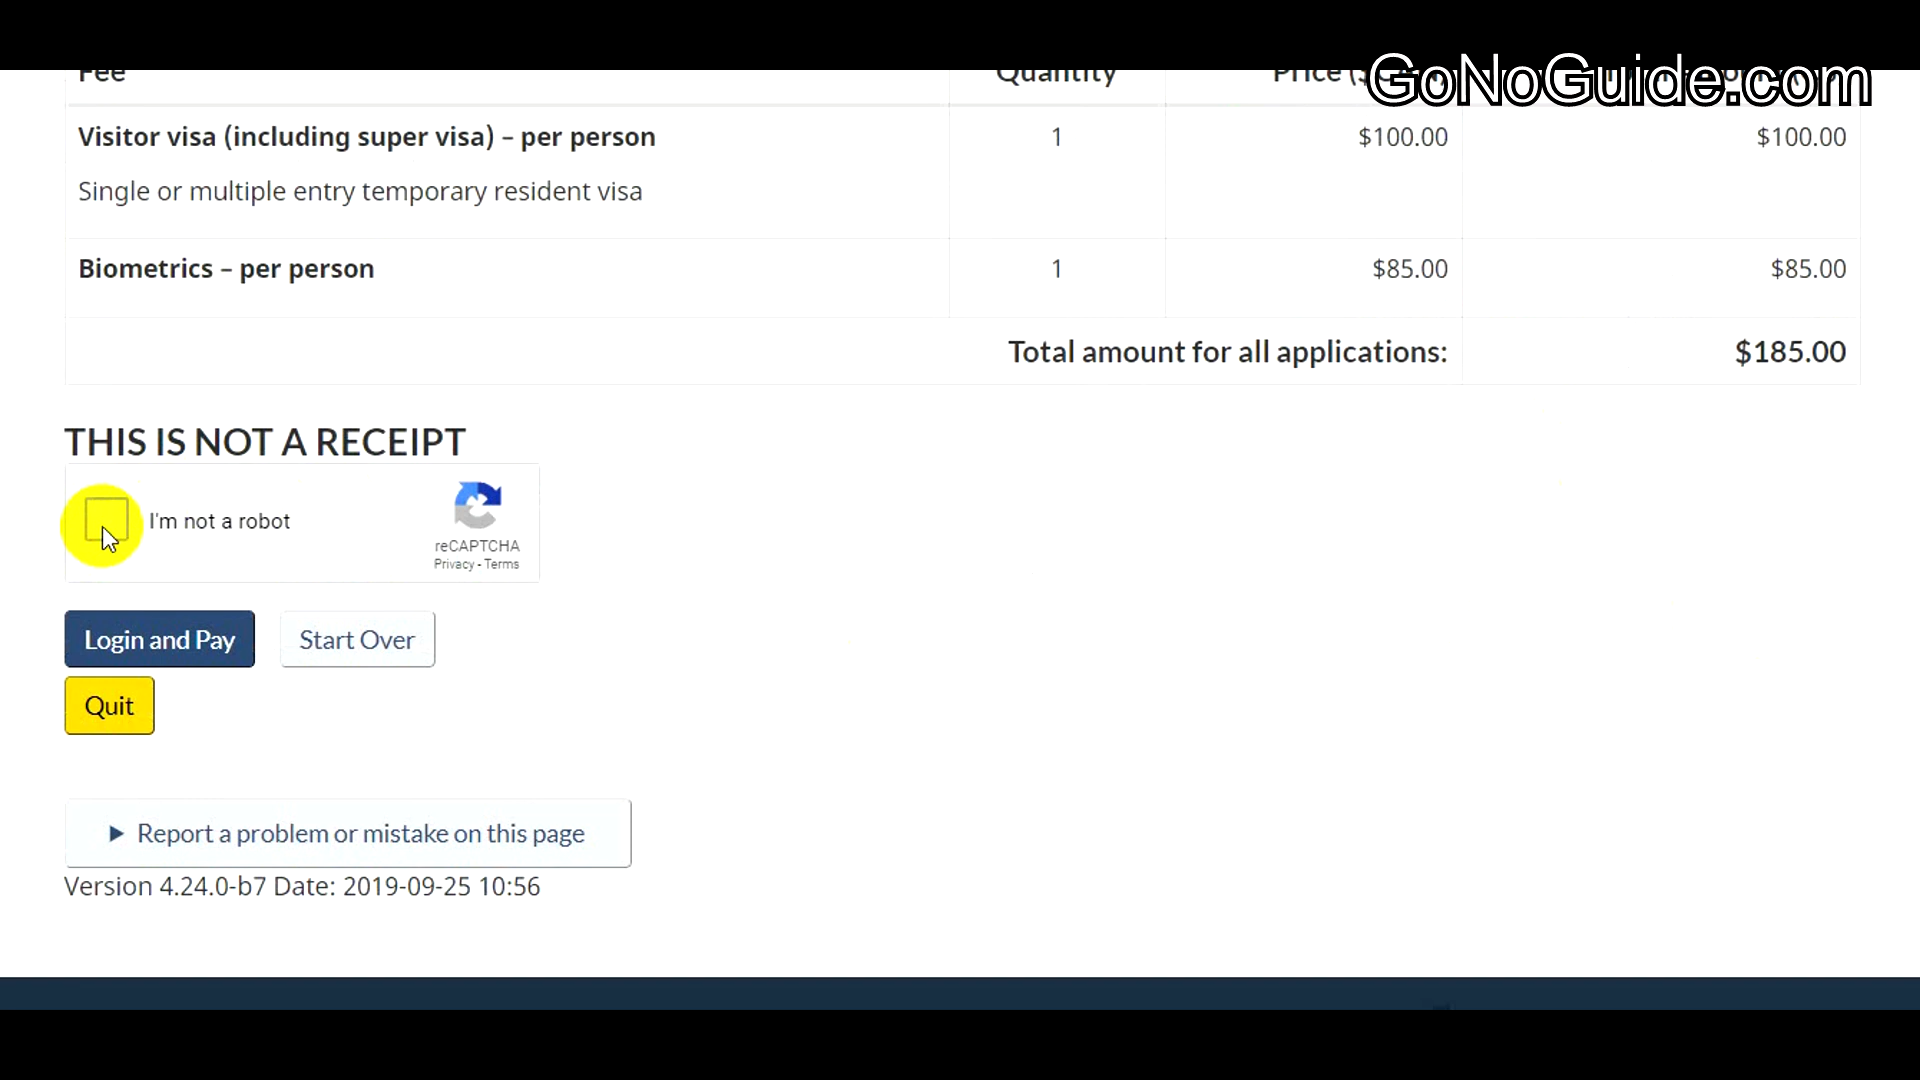 GoNoGuide.com
Fee Quantity Price ($
Visitor visa (including super visa) – per person 1 $100.00 $100.00
Single or multiple entry temporary resident visa
Biometrics – per person 1 $85.00 $85.00
Total amount for all applications: $185.00
THIS IS NOT A RECEIPT
I'm not a robot
reCAPTCHA
Privacy - Terms
Login and Pay Start Over
Quit
Report a problem or mistake on this page
Version 4.24.0-b7 Date: 2019-09-25 10:56